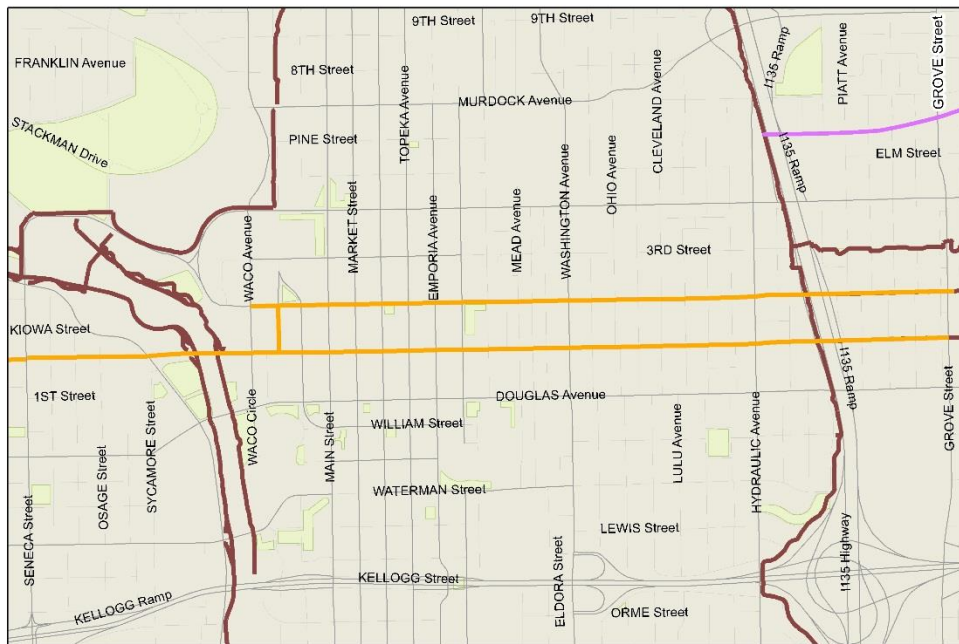 9TH Street
9TH Street
FRANKLIN Avenue
8TH Street
I135 Ramp
PIATT Avenue
GROVE Street
STACKMAN Drive
PINE Street
TOPEKA Avenue
MURDOCK Avenue
CLEVELAND Avenue
I135 Ramp
ELM Street
WACO Avenue
MARKET Street
EMPORIA Avenue
MEAD Avenue
WASHINGTON Avenue
OHIO Avenue
3RD Street
KIOWA Street
1ST Street
I135 Ramp
DOUGLAS Avenue
SENECA Street
OSAGE Street
SYCAMORE Street
WACO Circle
MAIN Street
WILLIAM Street
LULU Avenue
HYDRAULIC Avenue
GROVE Street
WATERMAN Street
LEWIS Street
I135 Highway
KELLOGG Ramp
KELLOGG Street
ELDORA Street
ORME Street